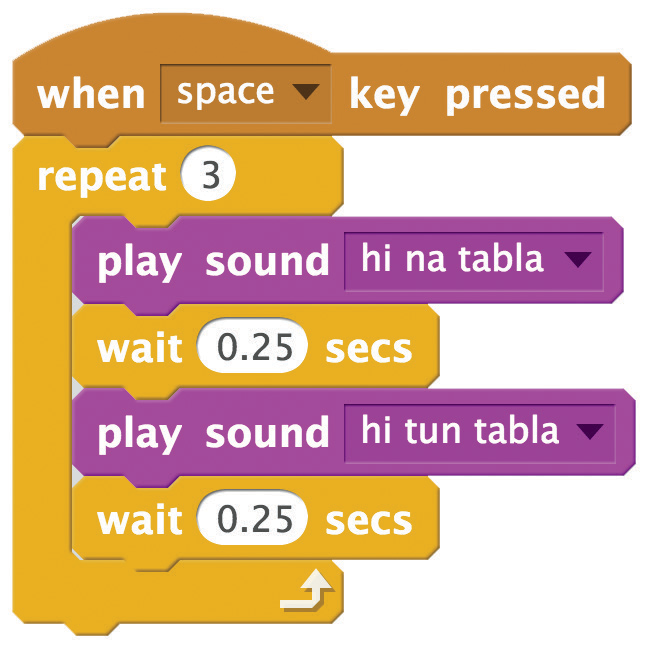 when space key pressed
repeat 3
play sound hi na tabla
wait 0.25 secs
play sound hi tun tabla
wait 0.25 secs